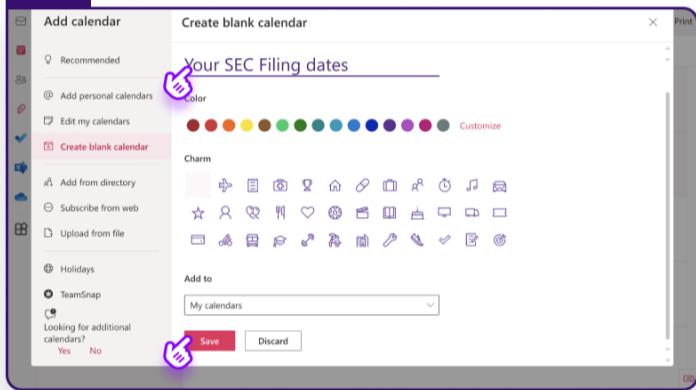 Add calendar
Recommended
Add personal calendars
Edit my calendars
Create blank calendar
Add from directory
Subscribe from web
Upload from file
Holidays
TeamSnap
Looking for additional
calendars?
Yes No
Create blank calendar
Print
Your SEC Filing dates
Color
Customize
Charm
Add to
My calendars
Save Discard